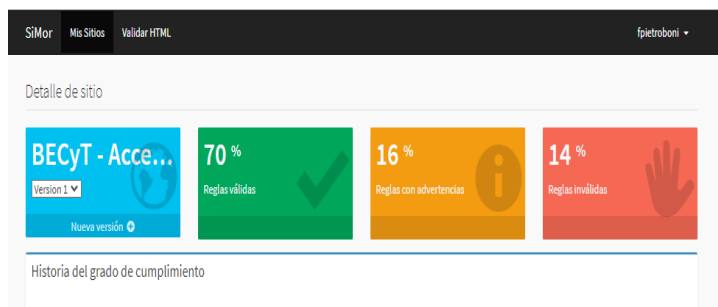 SiMor Mis Sitios Validar HTML fpietroboni
Detalle de sitio
BECyT - Acce...
Version 1
Nueva versión
70 %
Reglas válidas
16 %
Reglas con advertencias
14 %
Reglas inválidas
Historia del grado de cumplimiento